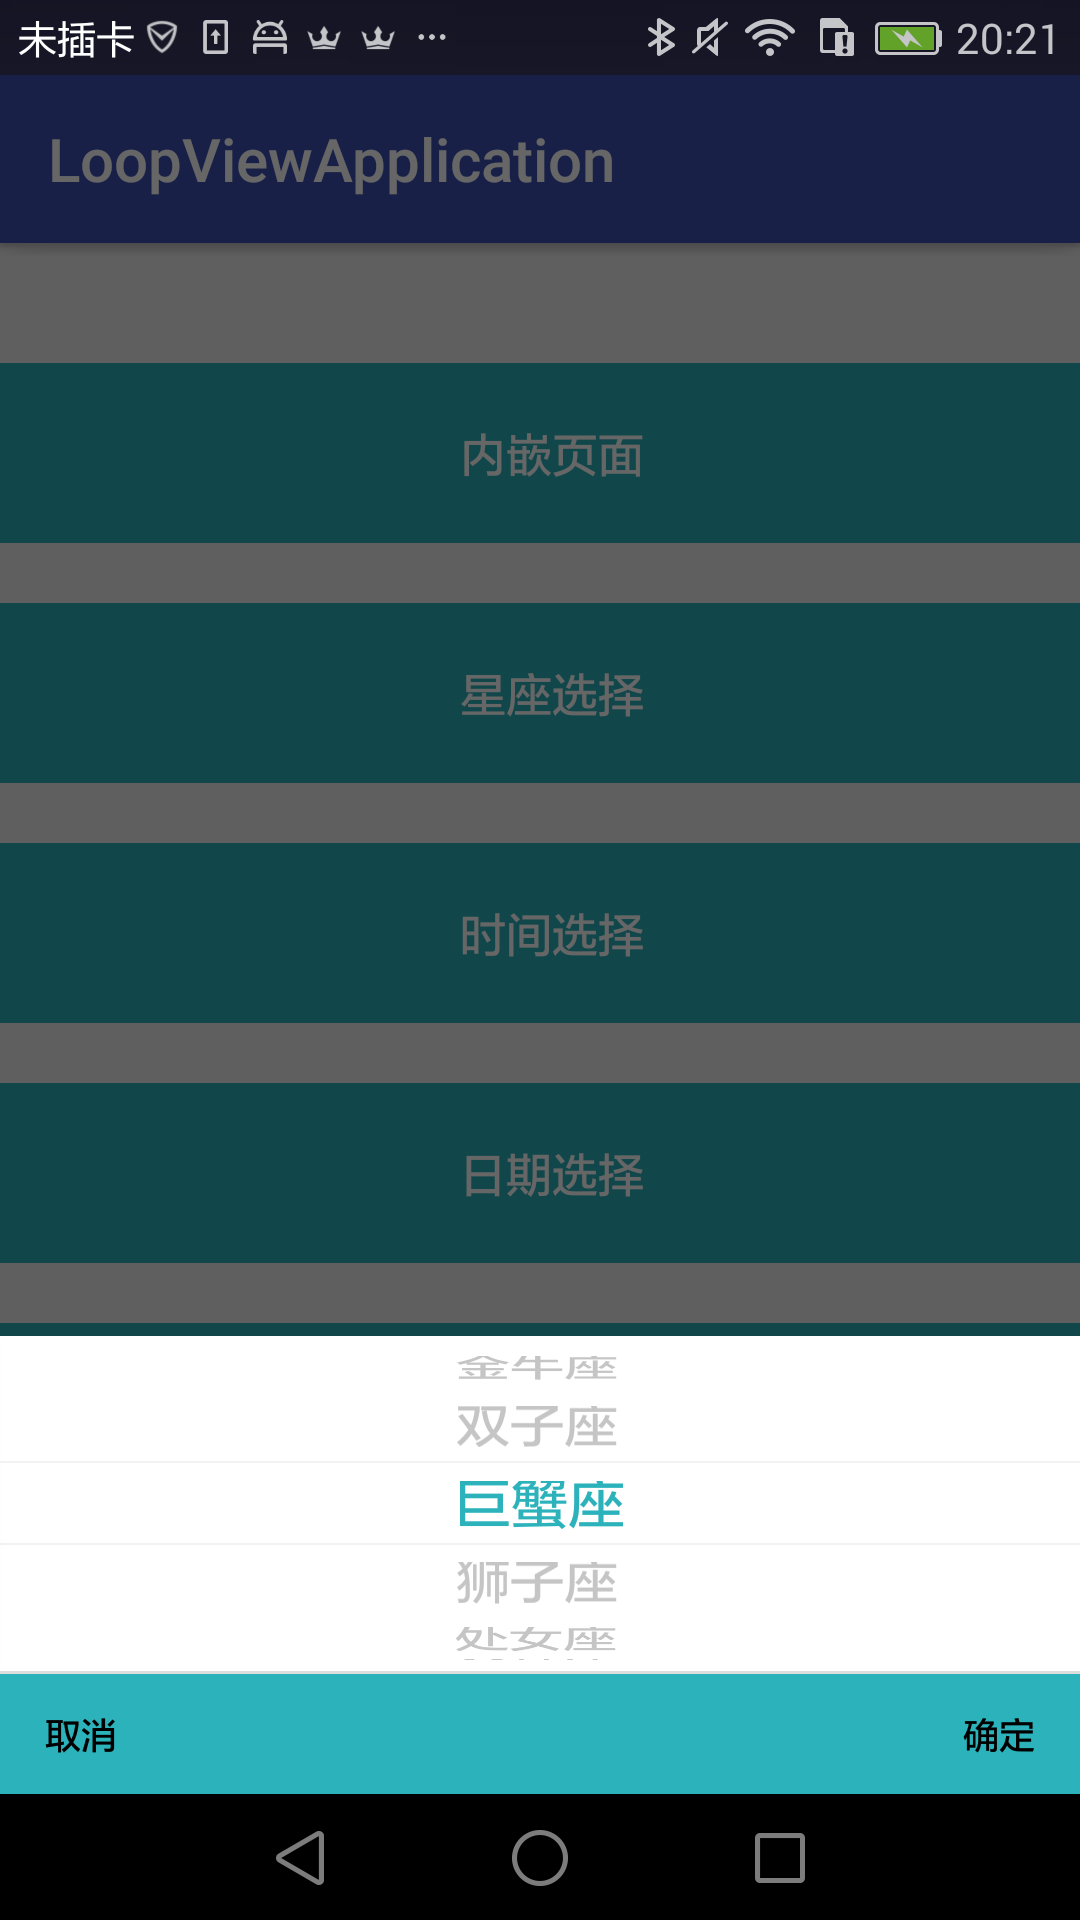 未插卡 20:21
LoopViewApplication
内嵌页面
星座选择
时间选择
日期选择
金牛座
双子座
巨蟹座
狮子座
处女座
取消 确定